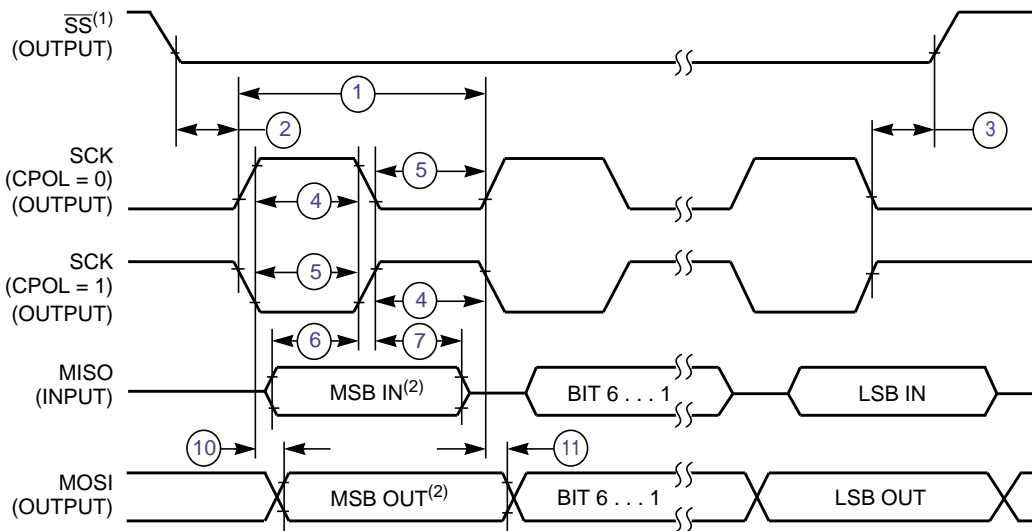 SS(1)
(OUTPUT)
1
2
3
SCK
(CPOL = 0)
(OUTPUT)
5
4
SCK
(CPOL = 1)
(OUTPUT)
5
4
6
7
MISO
(INPUT)
MSB IN(2)
BIT 6 . . . 1
LSB IN
10
11
MOSI
(OUTPUT)
MSB OUT(2)
BIT 6 . . . 1
LSB OUT